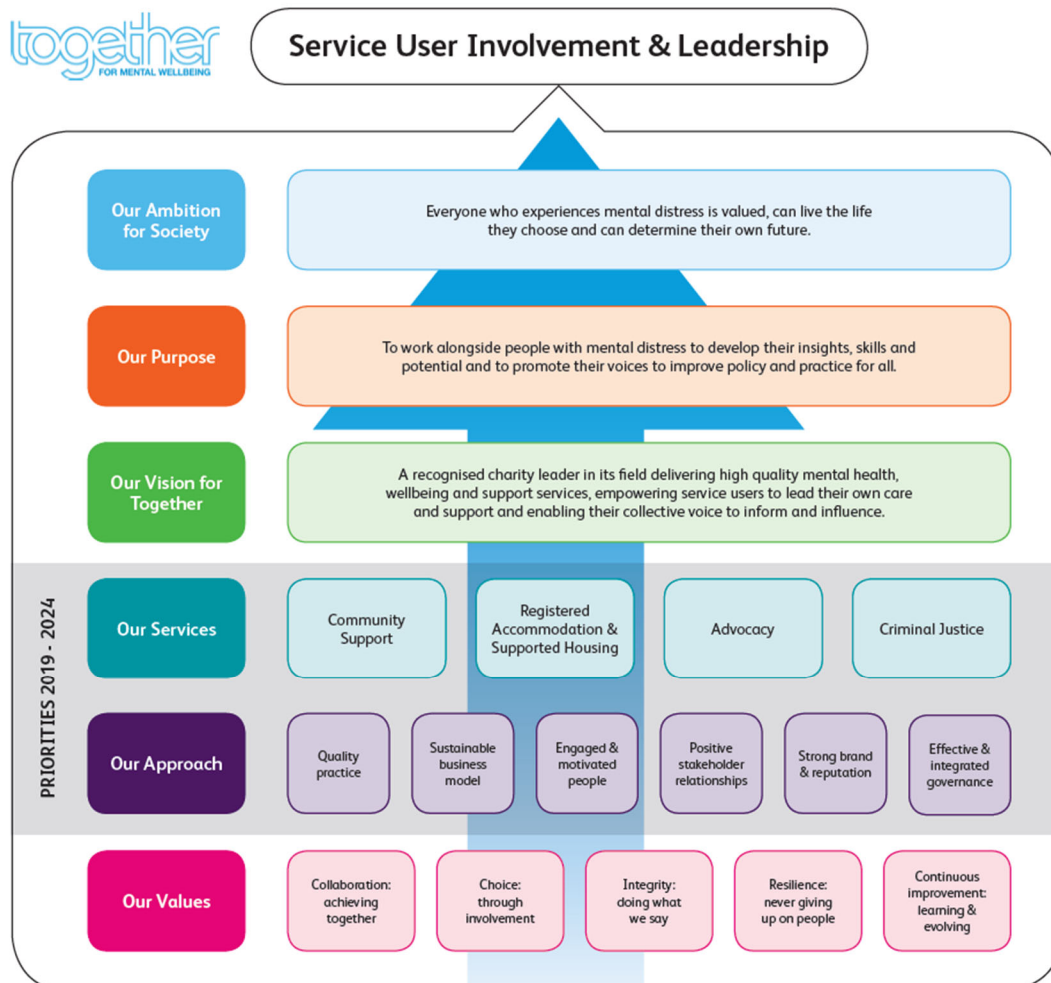 together
FOR MENTAL WELLBEING
Service User Involvement & Leadership
Our Ambition
for Society
Everyone who experiences mental distress is valued, can live the life
they choose and can determine their own future.
Our Purpose
To work alongside people with mental distress to develop their insights, skills and
potential and to promote their voices to improve policy and practice for all.
Our Vision for
Together
A recognised charity leader in its field delivering high quality mental health,
wellbeing and support services, empowering service users to lead their own care
and support and enabling their collective voice to inform and influence.
PRIORITIES 2019 - 2024
Our Services
Community
Support
Registered
Accommodation &
Supported Housing
Advocacy
Criminal Justice
Our Approach
Quality
practice
Sustainable
business
model
Engaged &
motivated
people
Positive
stakeholder
relationships
Strong brand
& reputation
Effective &
integrated
governance
Our Values
Collaboration:
achieving
together
Choice:
through
involvement
Integrity:
doing what
we say
Resilience:
never giving
up on people
Continuous
improvement:
learning &
evolving